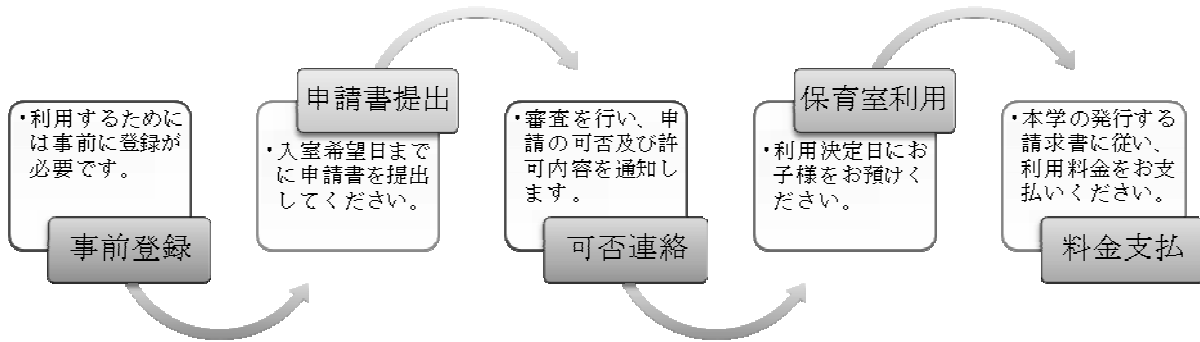 ・利用するために
は事前に登録が
必要です。
事前登録
申請書提出
・入室希望日まで
に申請書を提出
してください。
・審査を行い、申
請の可否及び許
可内容を通知し
ます。
可否連絡
保育室利用
・利用決定日にお
子様をお預けく
ださい。
・本学の発行する
請求書に従い、
利用料金をお支
払いください。
料金支払